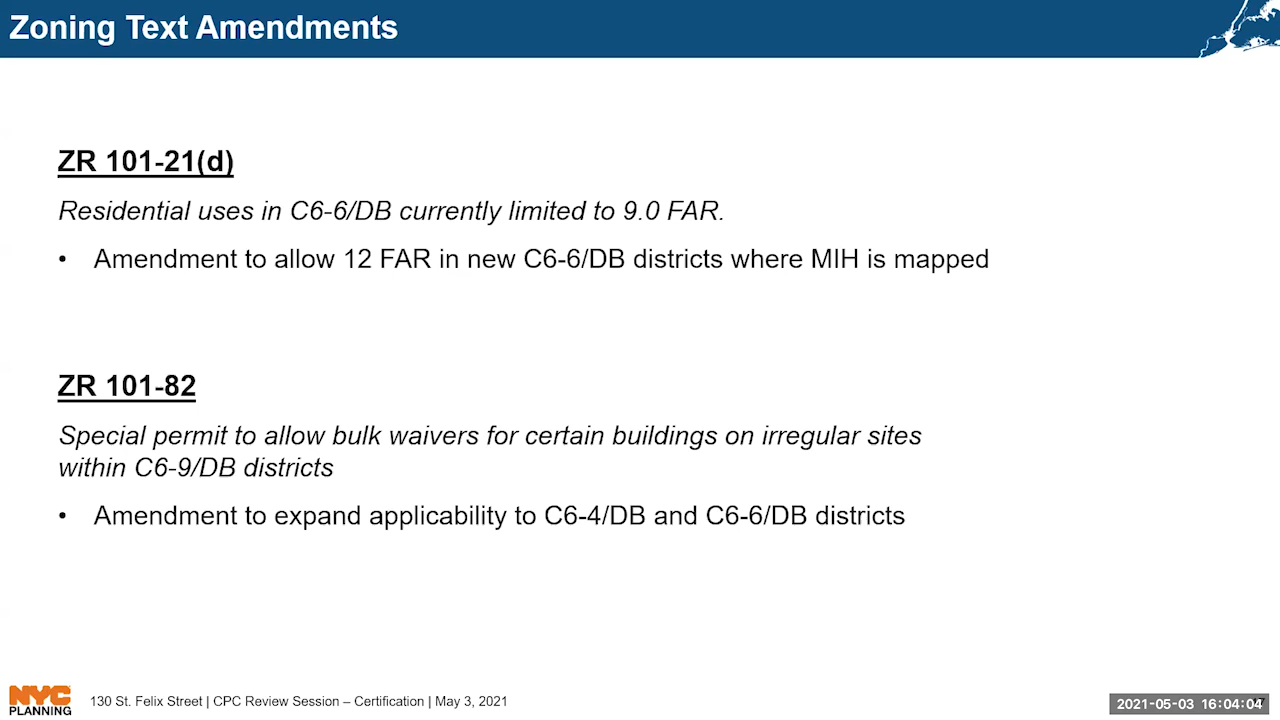 Zoning Text Amendments
ZR 101-21(d)
Residential uses in C6-6/DB currently limited to 9.0 FAR.
• Amendment to allow 12 FAR in new C6-6/DB districts where MIH is mapped
ZR 101-82
Special permit to allow bulk waivers for certain buildings on irregular sites
within C6-9/DB districts
• Amendment to expand applicability to C6-4/DB and C6-6/DB districts
NYC
PLANNING
130 St. Felix Street | CPC Review Session – Certification | May 3, 2021
2021-05-03 16:04:04